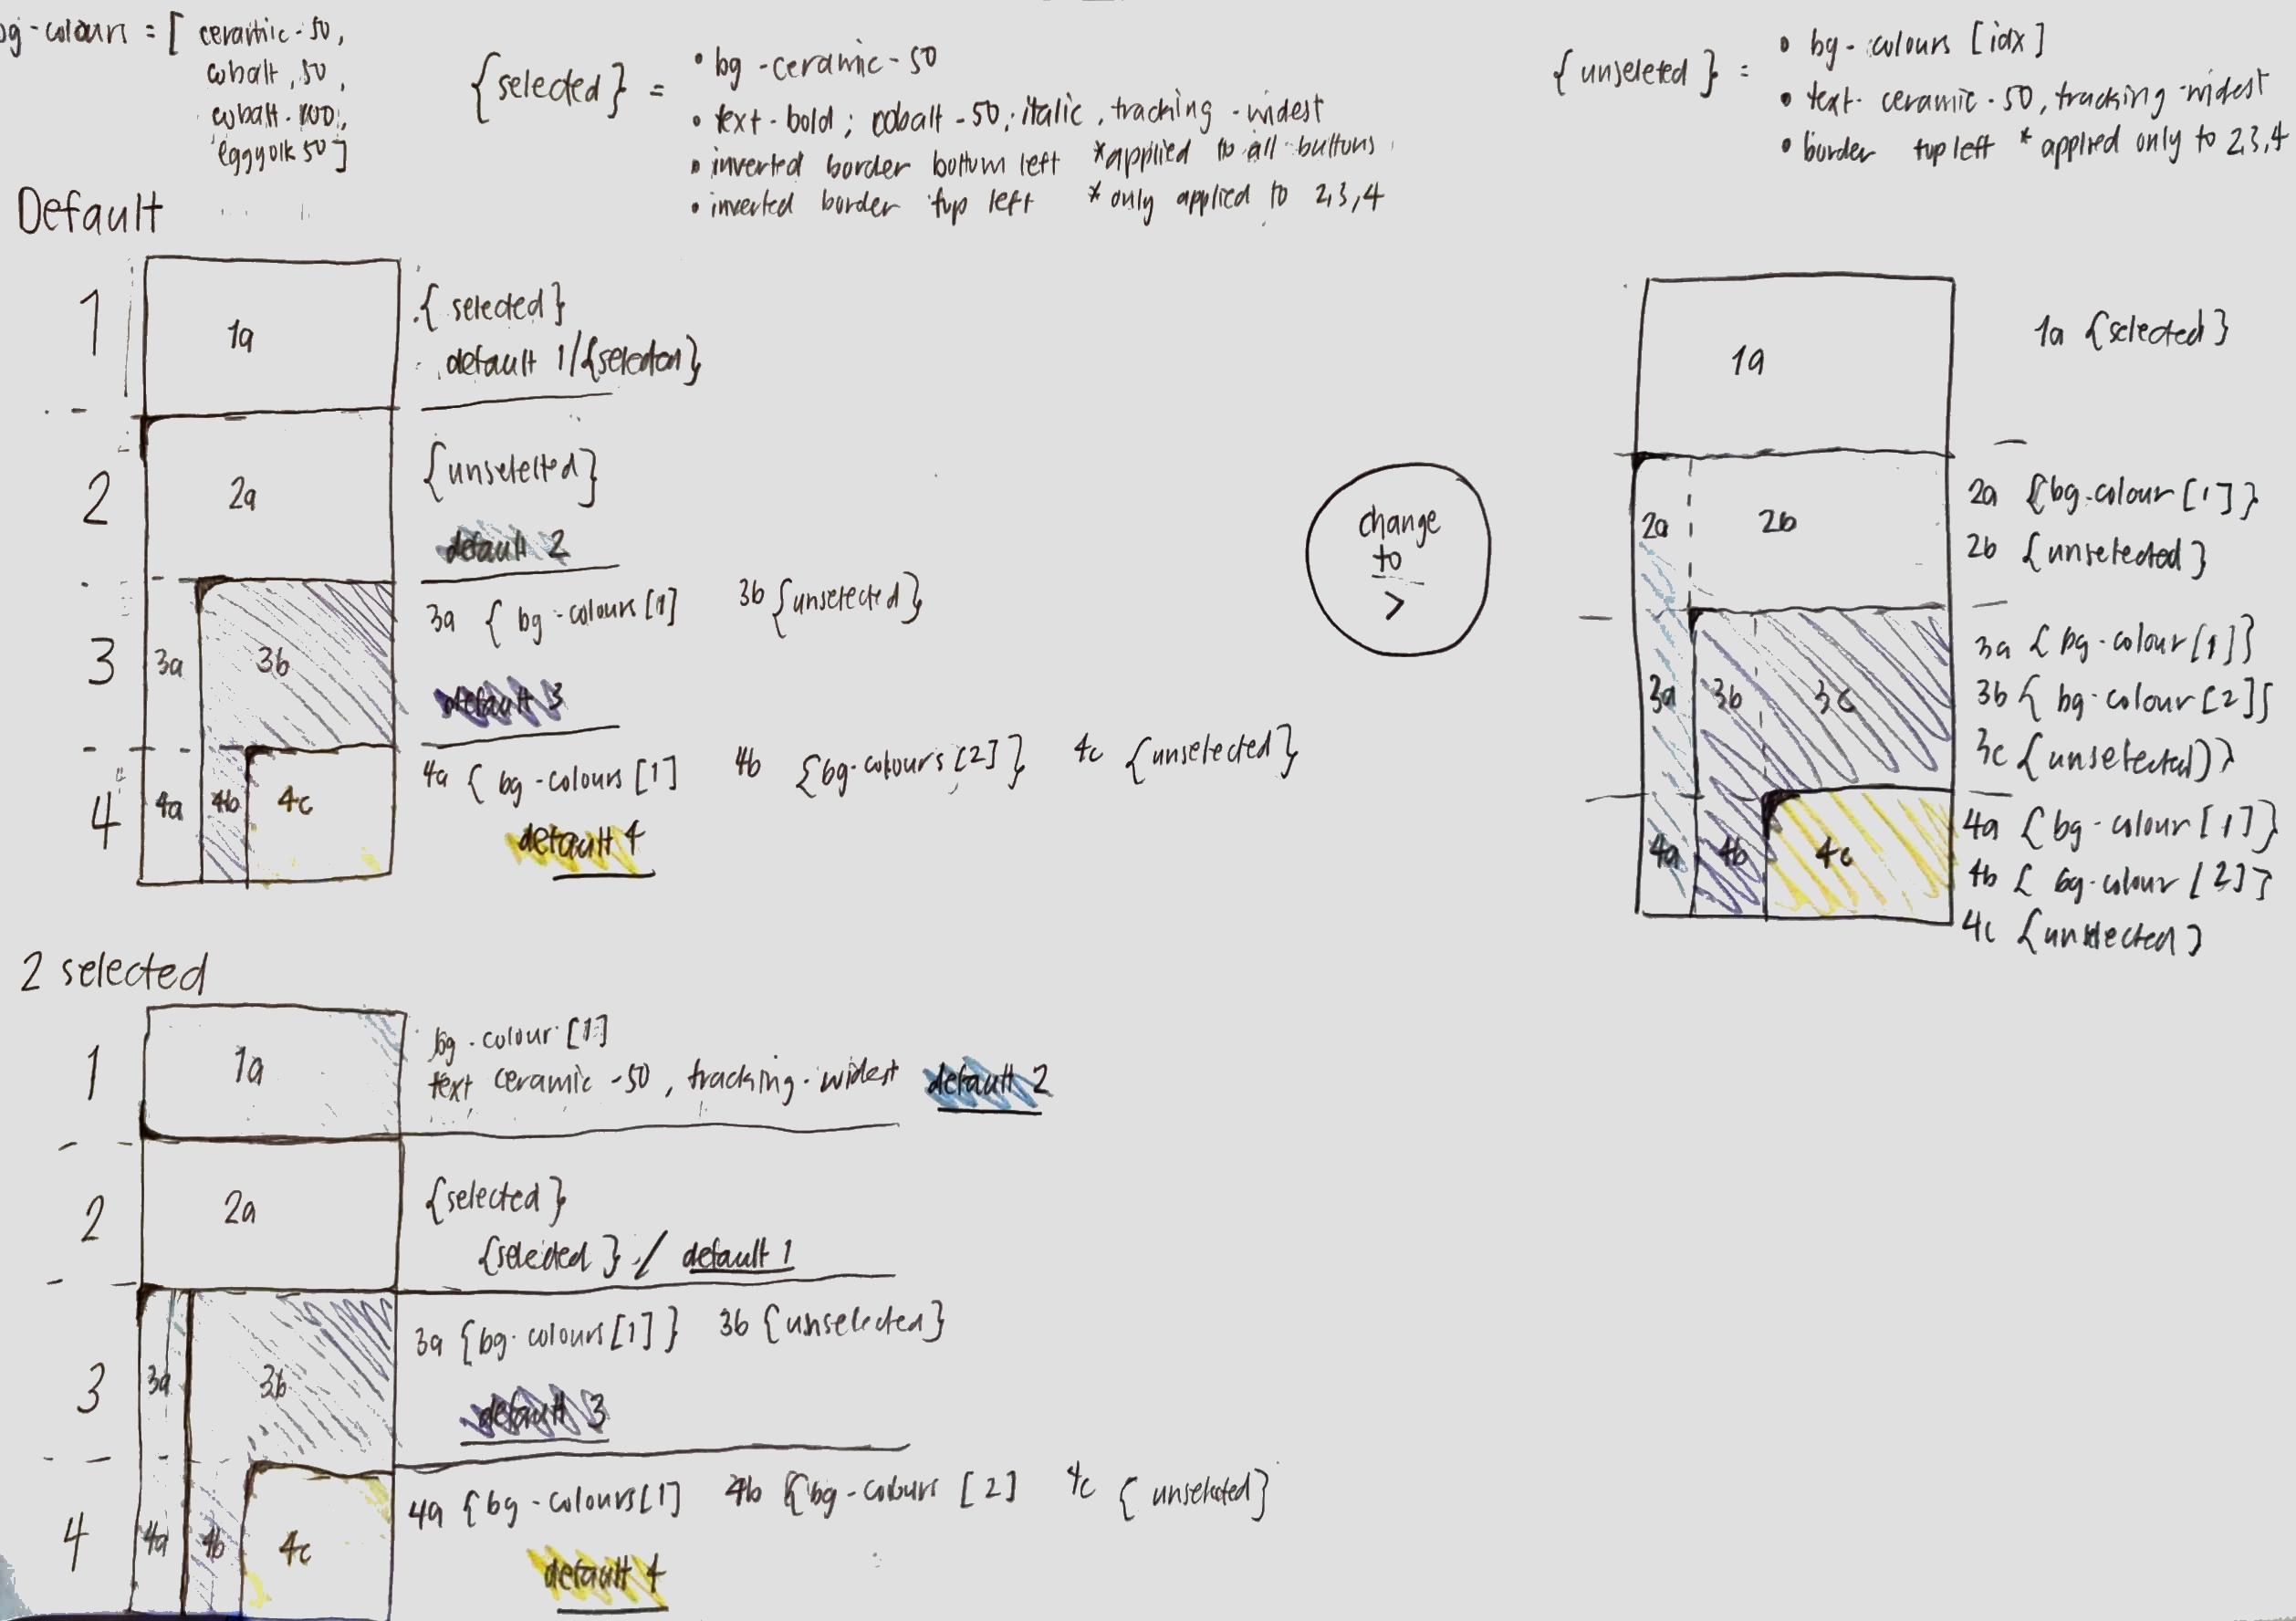 bg-colours = [ ceramic-50,
cobalt, 50,
cobalt-100,
eggyolk 50 ]
{selected} =
• bg-ceramic-50
• text-bold; cobalt-50; italic, tracking-widest
• inverted border bottom left *applied to all buttons
• inverted border top left * only applied to 2,3,4
{unseleted} =
• bg-colours [idx]
• text-ceramic-50, tracking-widest
• border top left * applied only to 2,3,4
Default
1
1a
{selected}
default 1/{selected}
2
2a
{unselected}
default 2
3
3a
3b
3a { bg-colours[1]
3b {unselected}
default 3
4
4a
4b
4c
4a { bg-colours [1]
4b {bg-colours [2]}
4c {unselected}
default 4
change
to
>
1a
1a {selected}
2a
2b
2a {bg-colour [1]}
2b {unselected}
3a
3b
3c
3a { bg-colour [1]}
3b { bg-colour [2]}
3c {unselected)}
4a
4b
4c
4a { bg-colour [1]}
4b { bg-colour [2]}
4c {unselected}
2 selected
1
1a
bg-colour [1]
text ceramic-50, tracking-widest
default 2
2
2a
{selected}
{selected} / default 1
3
3a
3b
3a {bg-colours[1]}
3b {unselected}
default 3
4
4a
4b
4c
4a {bg-colours[1]
4b {bg-colours [2]
4c { unselected}
default 4